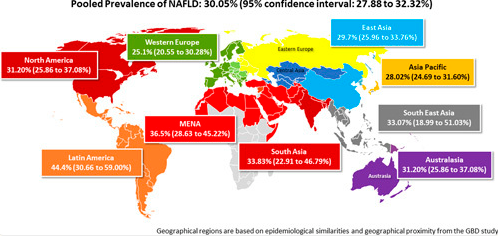 Pooled Prevalence of NAFLD: 30.05% (95% confidence interval: 27.88 to 32.32%)
East Asia
29.7% (25.96 to 33.76%)
Western Europe
25.1% (20.55 to 30.28%)
Eastern Europe
North America
31.20% (25.86 to 37.08%)
Central Asia
Asia Pacific
28.02% (24.69 to 31.60%)
South East Asia
33.07% (18.99 to 51.03%)
MENA
36.5% (28.63 to 45.22%)
South Asia
33.83% (22.91 to 46.79%)
Latin America
44.4% (30.66 to 59.00%)
Australasia
31.20% (25.86 to 37.08%)
Australasia
Geographical regions are based on epidemiological similarities and geographical proximity from the GBD study